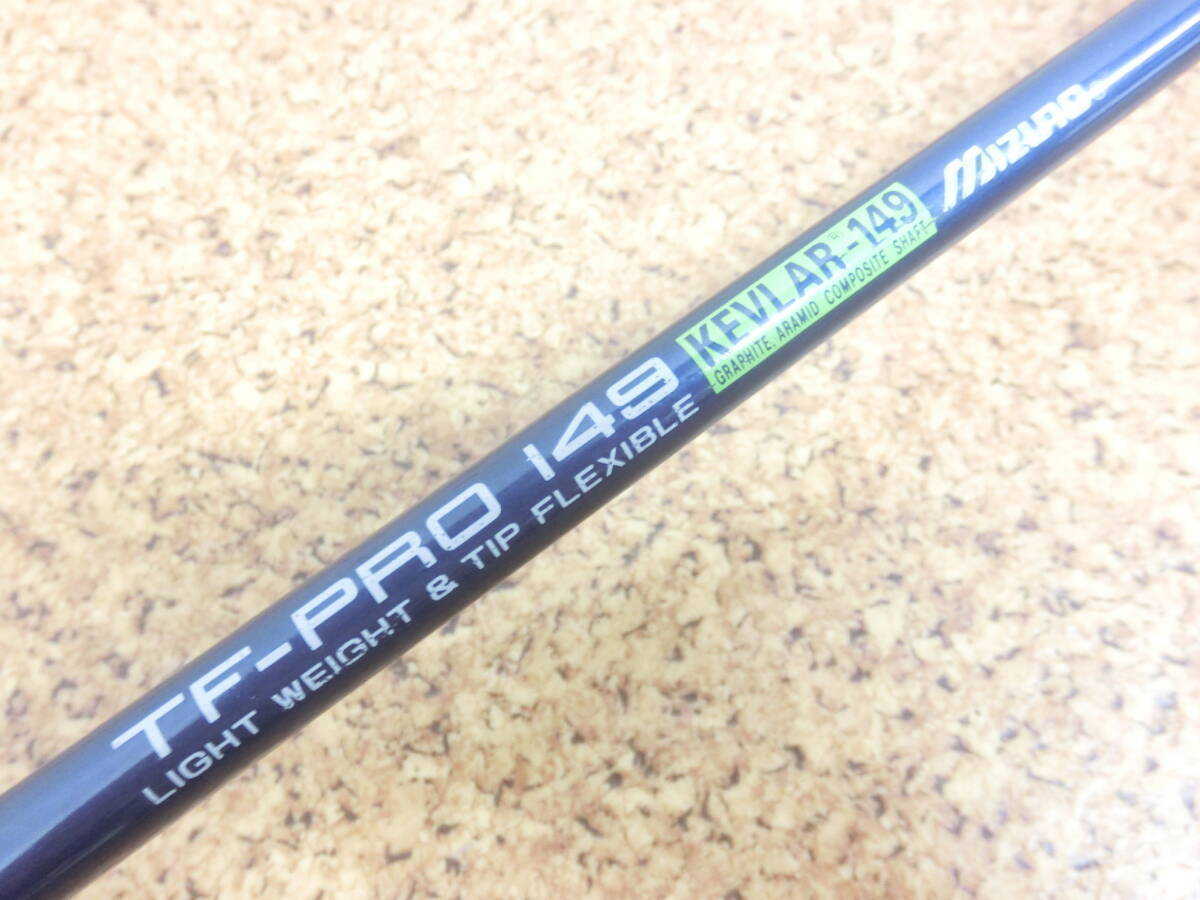 TF-PRO 149
LIGHT WEIGHT & TIP FLEXIBLE
KEVLAR®-149
GRAPHITE, ARAMID COMPOSITE SHAFT
MIZUNO®